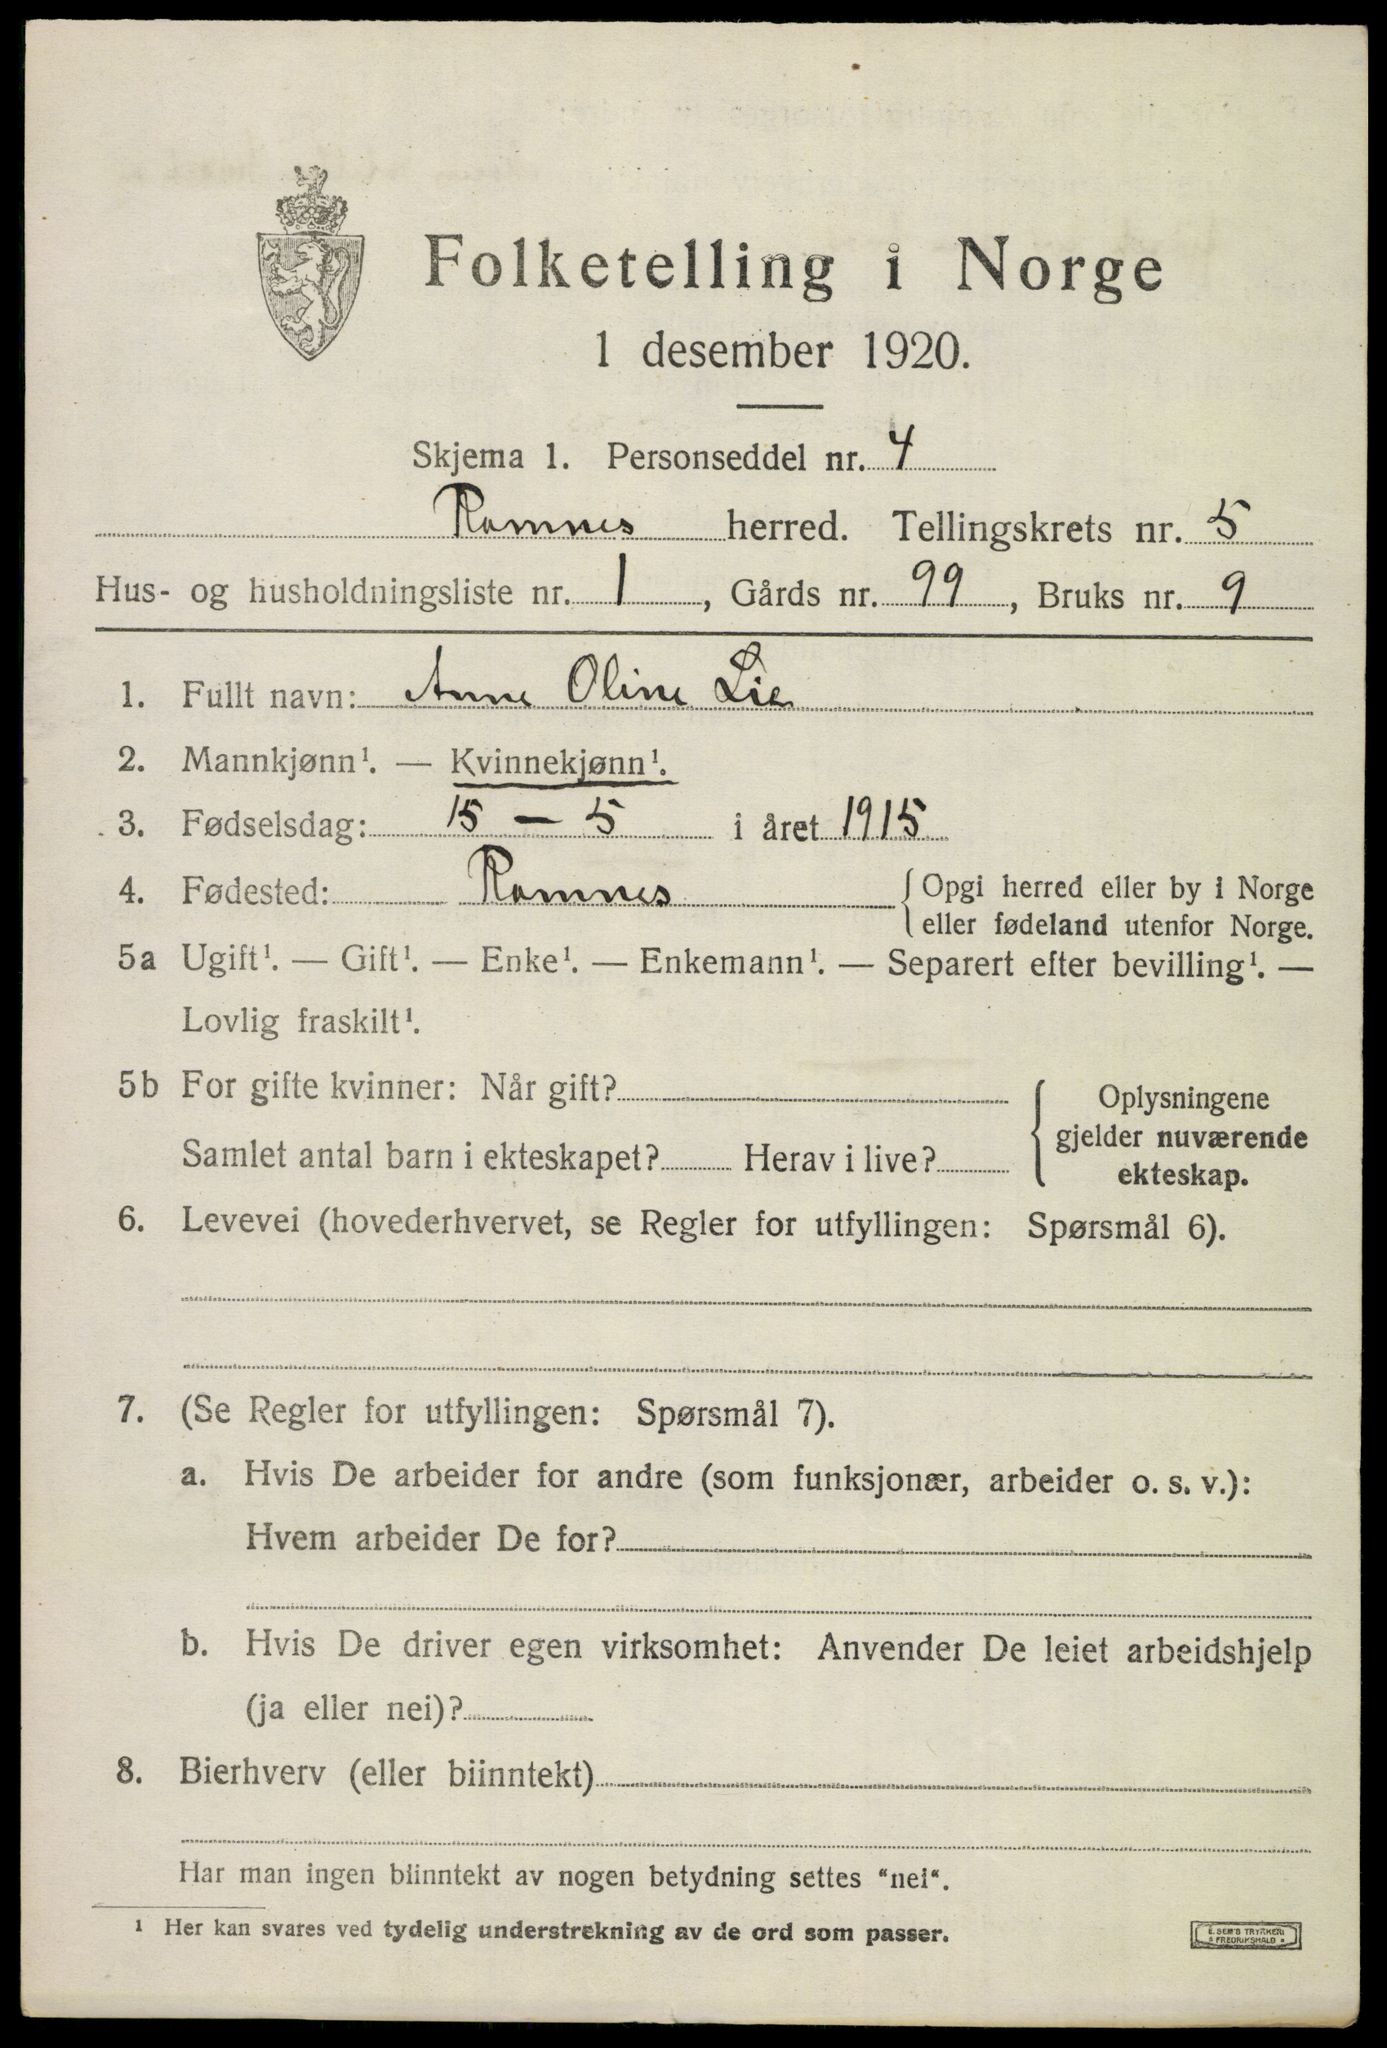 Folketelling i Norge
1 desember 1920.
Skjema 1. Personseddel nr. 4
Ramnes herred. Tellingskrets nr. 5
Hus- og husholdningsliste nr. 1, Gårds nr. 99, Bruks nr. 9
1. Fullt navn: Anne Oline Lie
2. Mannkjønn¹. — Kvinnekjønn¹.
3. Fødselsdag: 15 – 5 i året 1915
4. Fødested: Ramnes { Opgi herred eller by i Norge
eller fødeland utenfor Norge.
5a Ugift¹. — Gift¹. — Enke¹. — Enkemann¹. — Separert efter bevilling¹. —
Lovlig fraskilt¹.
5b For gifte kvinner: Når gift?
Samlet antal barn i ekteskapet? Herav i live?
Oplysningene
gjelder nuværende
ekteskap.
6. Levevei (hovederhvervet, se Regler for utfyllingen: Spørsmål 6).
7. (Se Regler for utfyllingen: Spørsmål 7).
a. Hvis De arbeider for andre (som funksjonær, arbeider o. s. v.):
Hvem arbeider De for?
b. Hvis De driver egen virksomhet: Anvender De leiet arbeidshjelp
(ja eller nei)?
8. Bierhverv (eller biinntekt)
Har man ingen biinntekt av nogen betydning settes "nei".
¹ Her kan svares ved tydelig understrekning av de ord som passer.
E. SEM'S TRYKKERI
FREDRIKSHALD